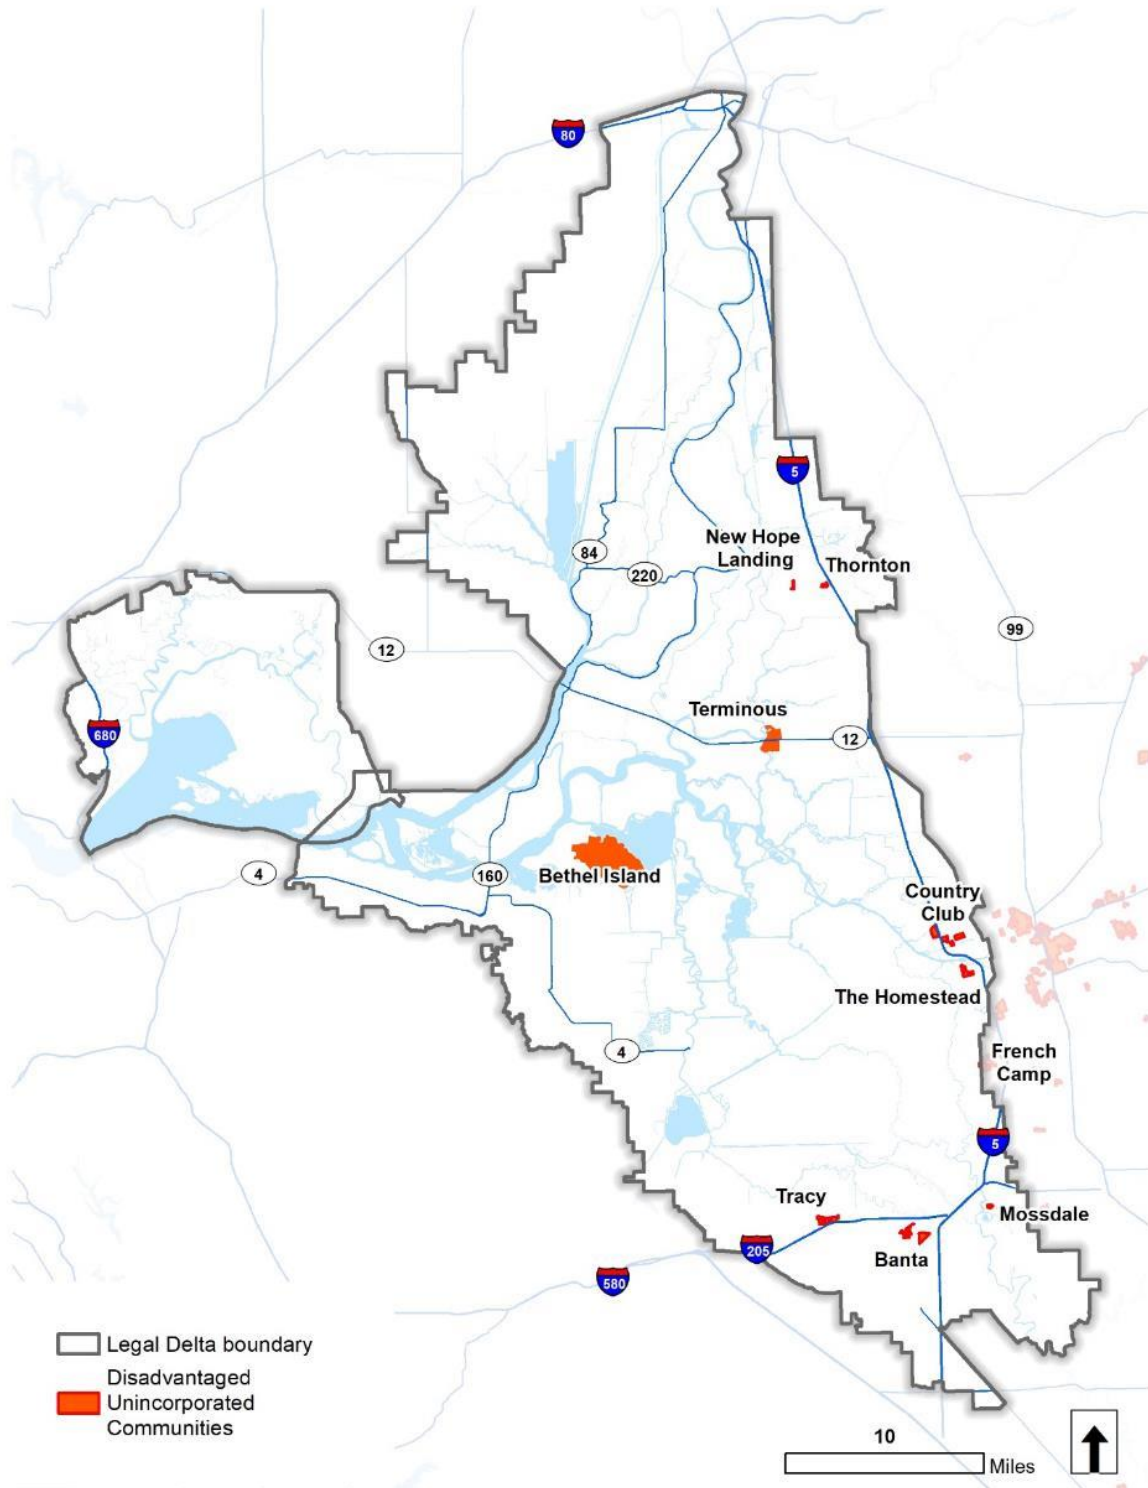 80
5
New Hope
Landing
Thornton
84
220
99
12
680
Terminous
12
4
160
Bethel Island
Country
Club
The Homestead
4
French
Camp
5
Tracy
Mossdale
205
Banta
580
Legal Delta boundary
Disadvantaged
Unincorporated
Communities
10
Miles